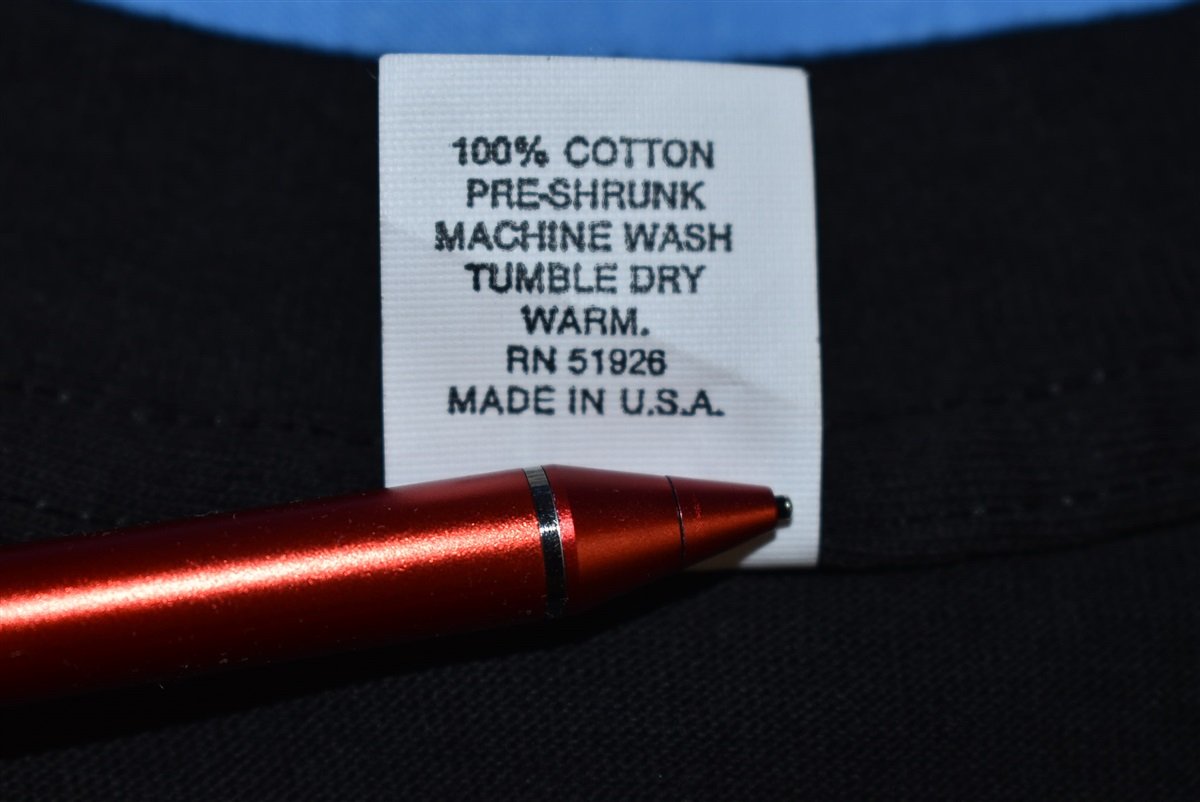 100% COTTON
PRE-SHRUNK
MACHINE WASH
TUMBLE DRY
WARM.
RN 51926
MADE IN U.S.A.